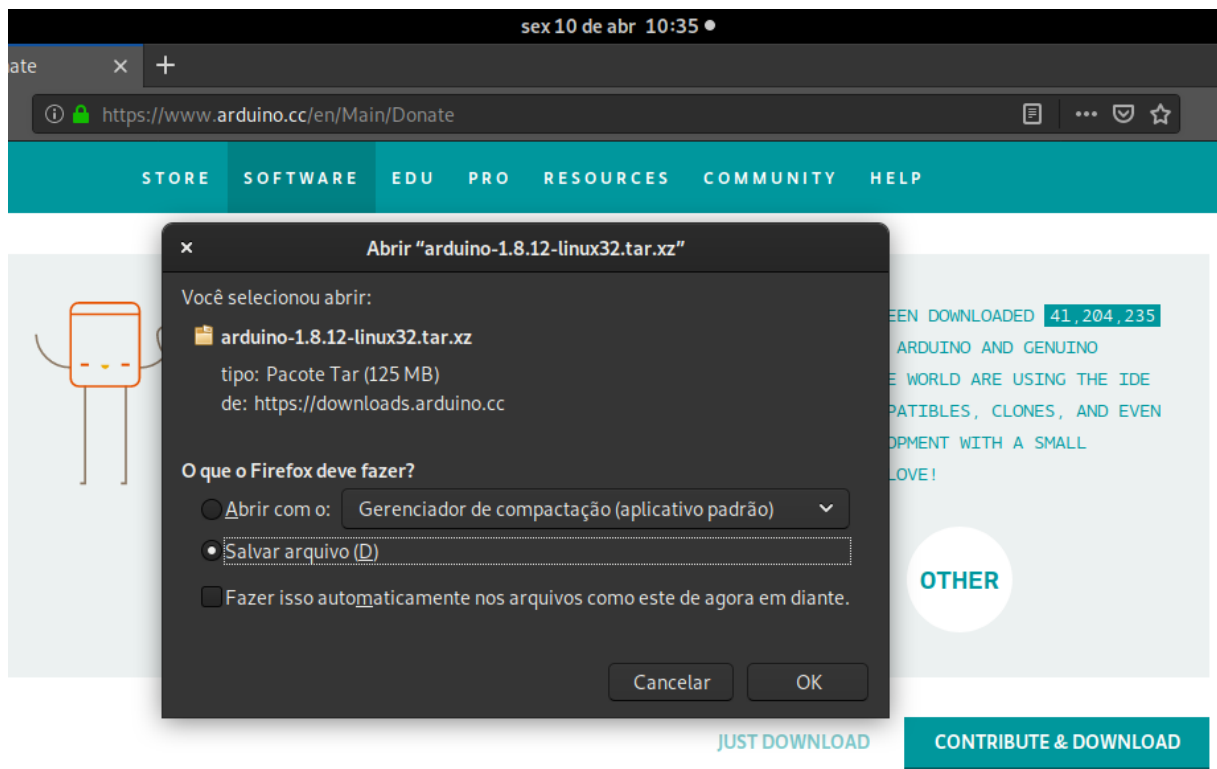 sex 10 de abr 10:35
ate
https://www.arduino.cc/en/Main/Donate
STORE SOFTWARE EDU PRO RESOURCES COMMUNITY HELP
Abrir “arduino-1.8.12-linux32.tar.xz”
Você selecionou abrir:
arduino-1.8.12-linux32.tar.xz
tipo: Pacote Tar (125 MB)
de: https://downloads.arduino.cc
O que o Firefox deve fazer?
Abrir com o: Gerenciador de compactação (aplicativo padrão)
Salvar arquivo (D)
Fazer isso automaticamente nos arquivos como este de agora em diante.
Cancelar OK
EEN DOWNLOADED 41,204,235
ARDUINO AND GENUINO
E WORLD ARE USING THE IDE
PATIBLES, CLONES, AND EVEN
OPMENT WITH A SMALL
LOVE!
OTHER
JUST DOWNLOAD CONTRIBUTE & DOWNLOAD